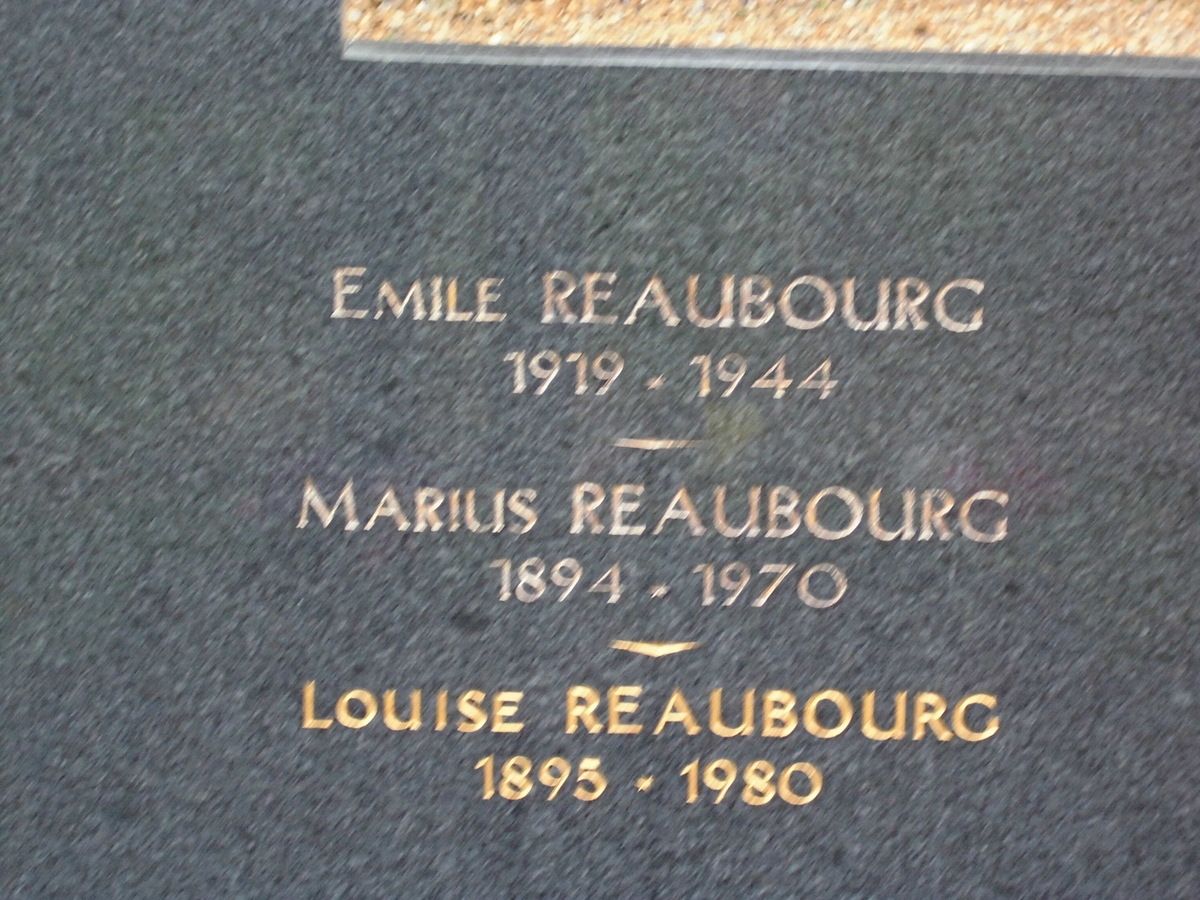 EMILE REAUBOURG
1919 - 1944
MARIUS REAUBOURG
1894 - 1970
LOUISE REAUBOURG
1895 - 1980